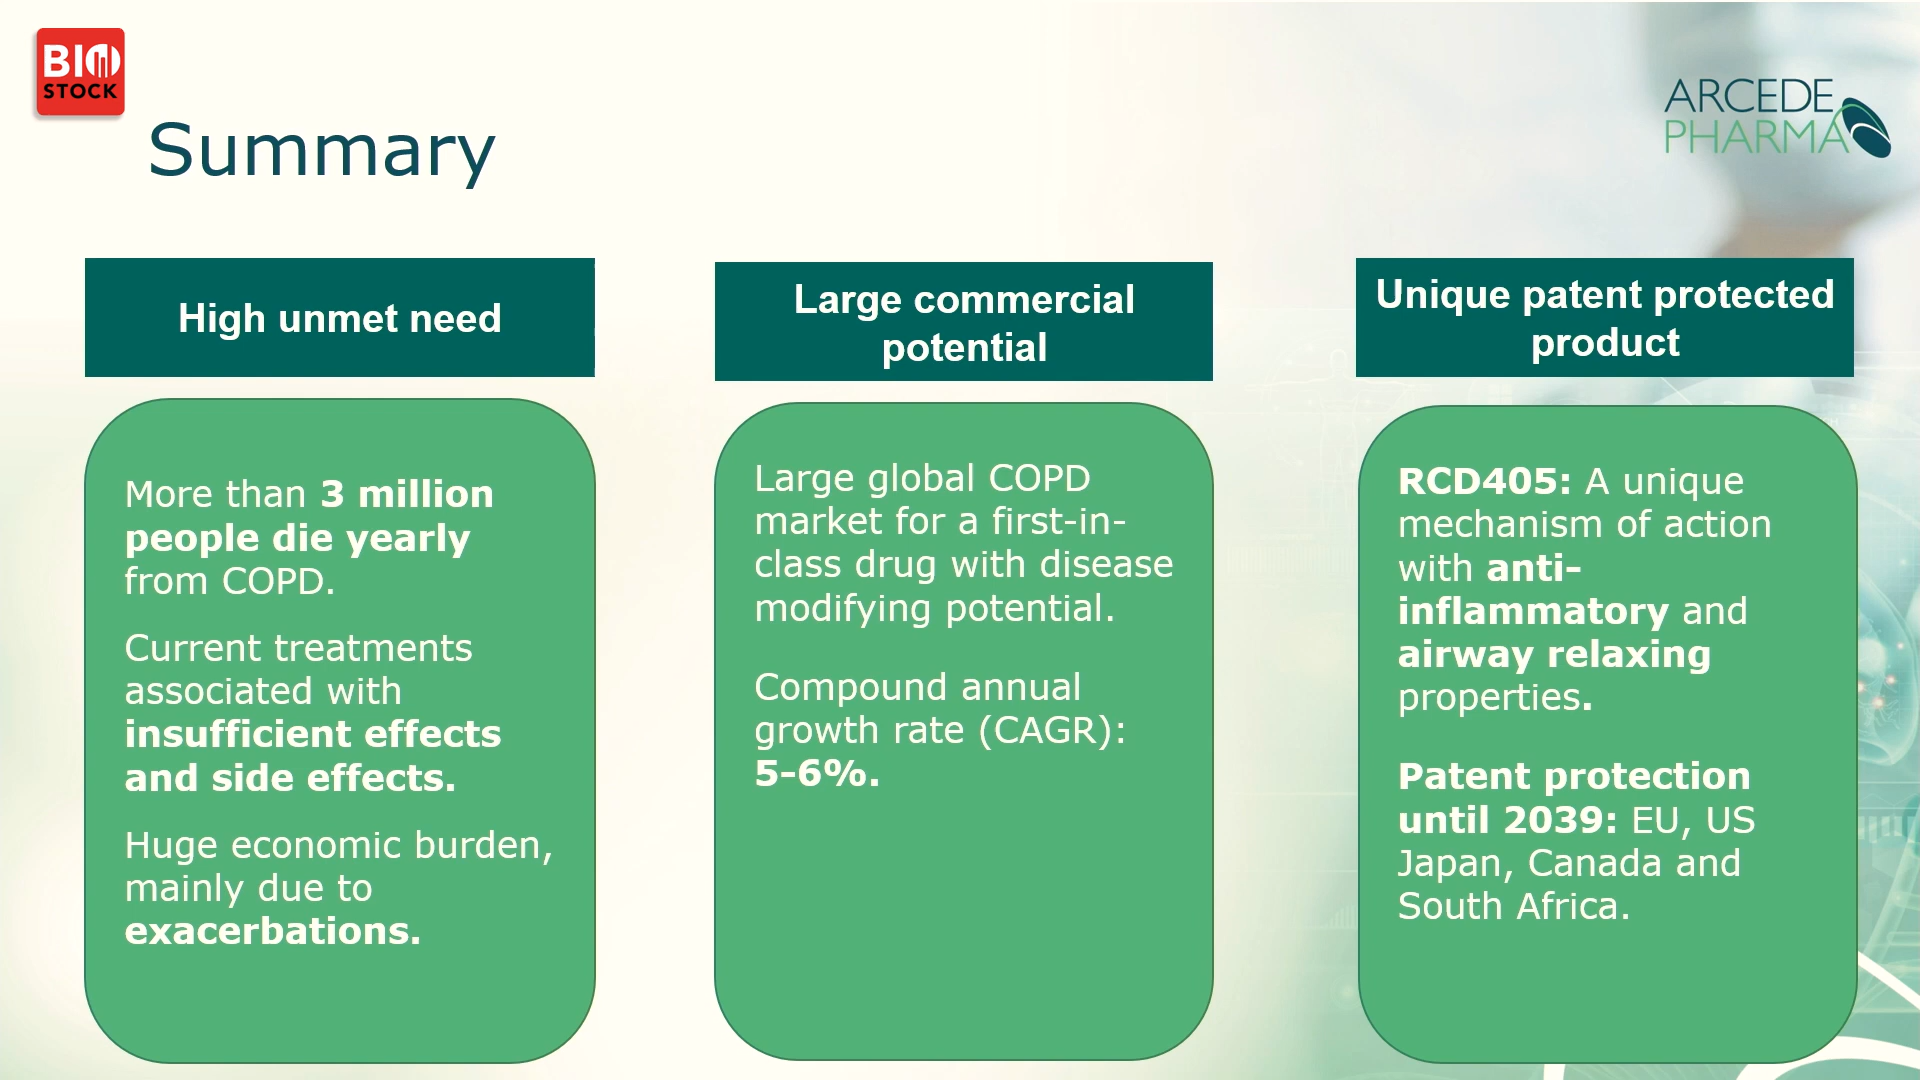 BIO
STOCK
Summary
ARCEDE
PHARMA
High unmet need
More than 3 million
people die yearly
from COPD.
Current treatments
associated with
insufficient effects
and side effects.
Huge economic burden,
mainly due to
exacerbations.
Large commercial
potential
Large global COPD
market for a first-in-
class drug with disease
modifying potential.
Compound annual
growth rate (CAGR):
5-6%.
Unique patent protected
product
RCD405: A unique
mechanism of action
with anti-
inflammatory and
airway relaxing
properties.
Patent protection
until 2039: EU, US
Japan, Canada and
South Africa.